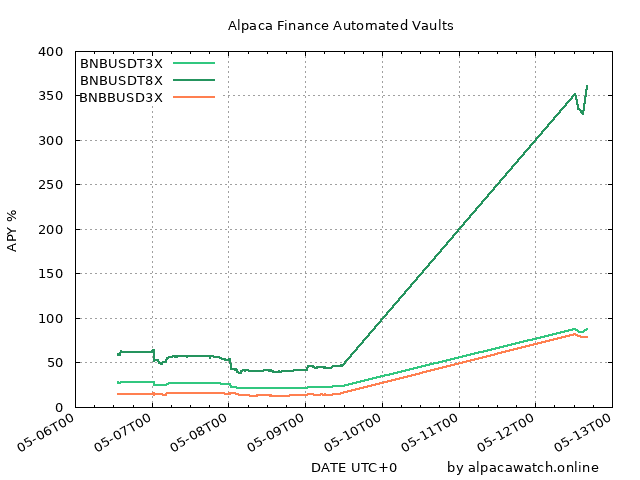 Alpaca Finance Automated Vaults
BNBUSDT3X
BNBUSDT8X
BNBBUSD3X
400
350
300
250
200
150
100
50
0
APY %
05-06T00
05-07T00
05-08T00
05-09T00
05-10T00
05-11T00
05-12T00
05-13T00
DATE UTC+0
by alpacawatch.online